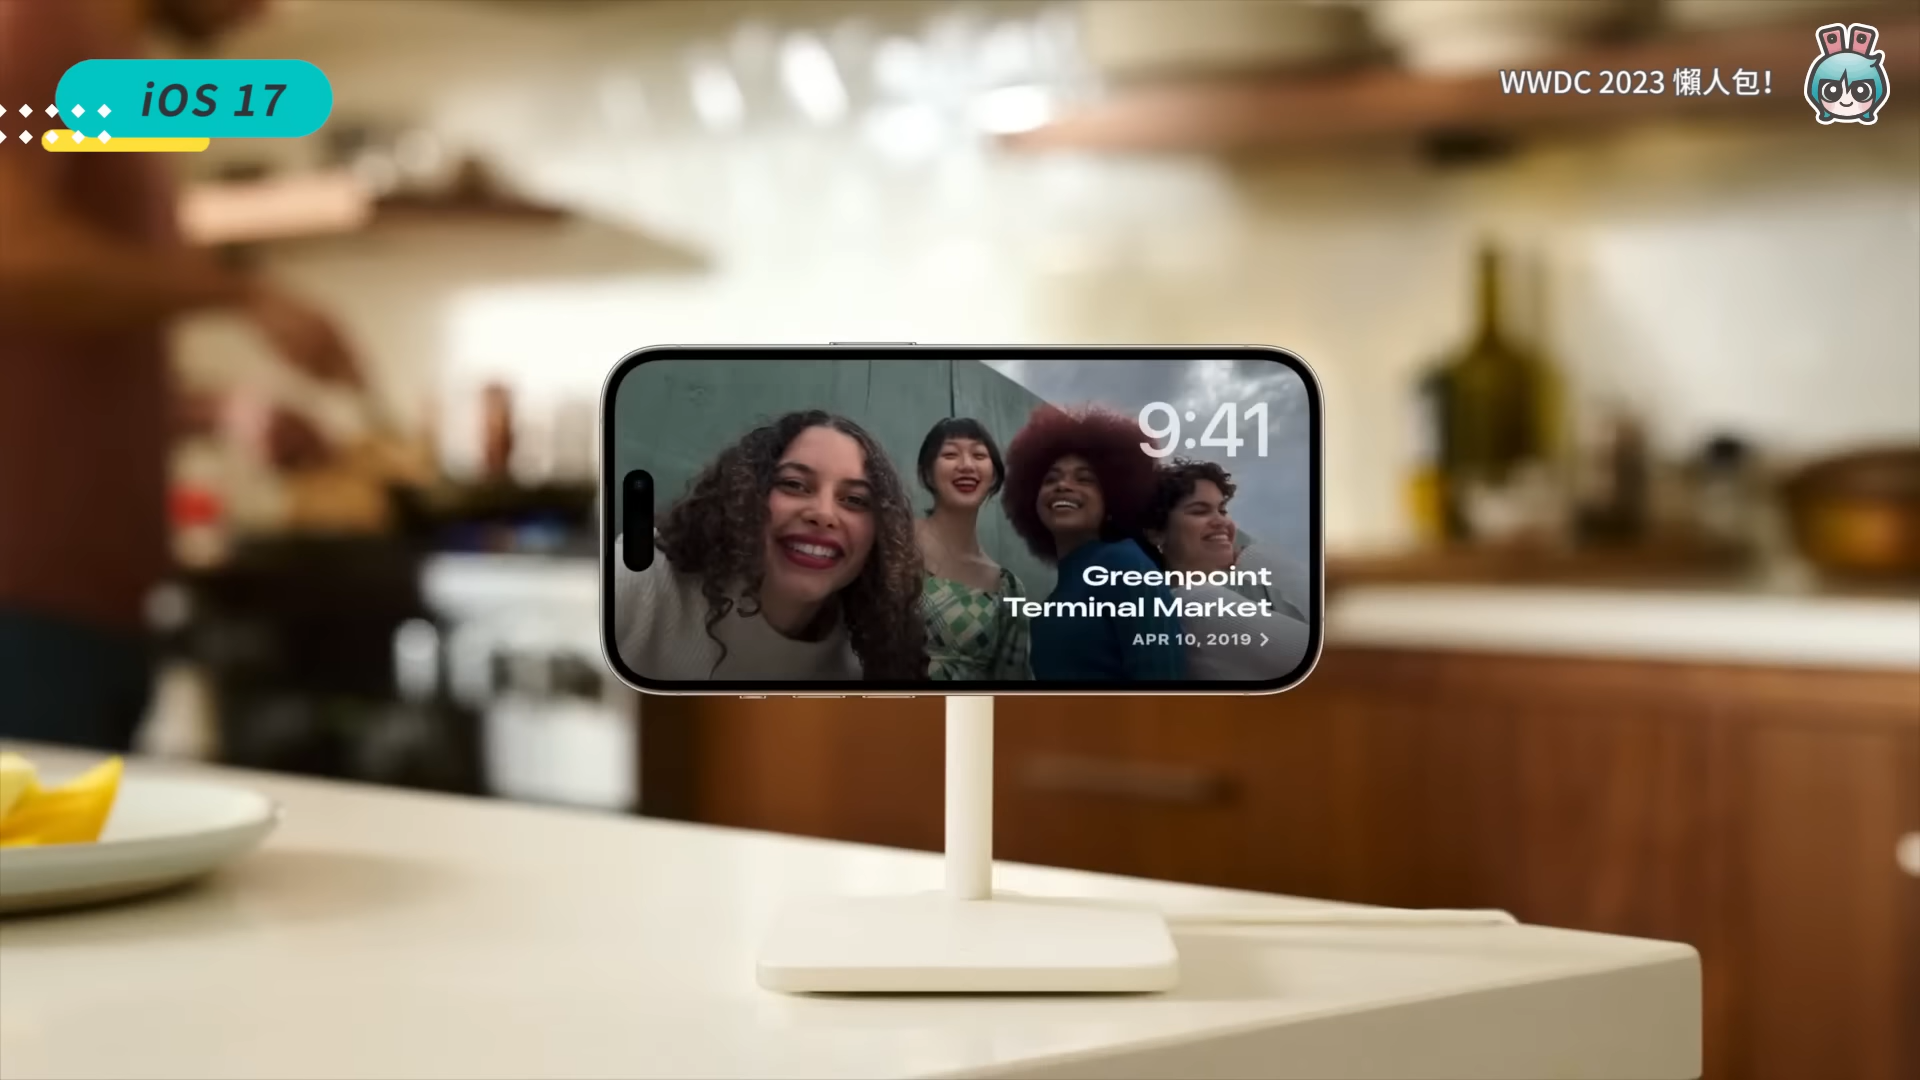 iOS 17
WWDC 2023 懶人包!
9:41
Greenpoint
Terminal Market
APR 10, 2019 >